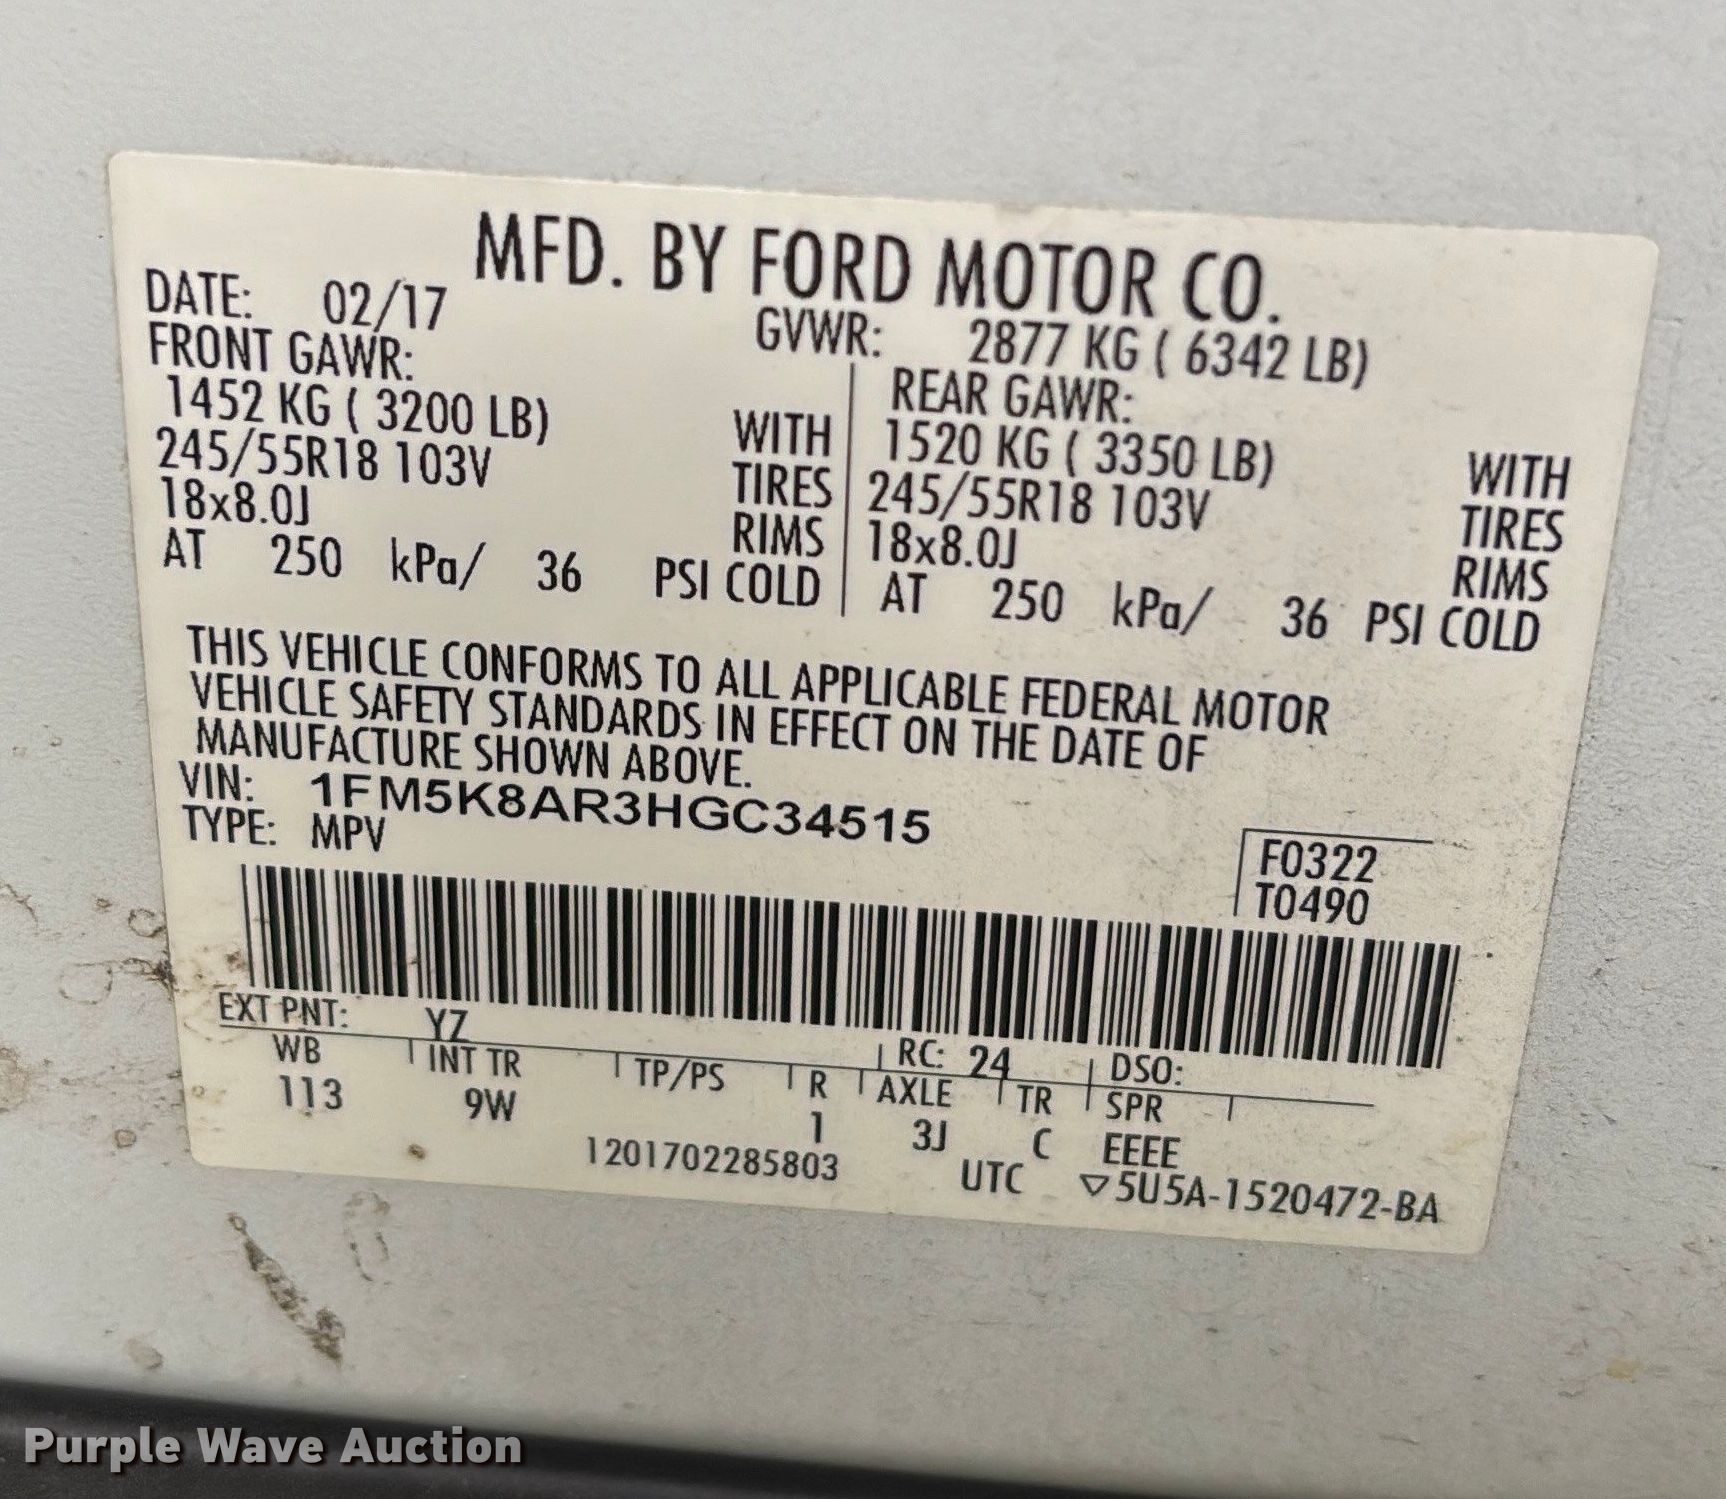 MFD. BY FORD MOTOR CO.
DATE: 02/17 GVWR: 2877 KG ( 6342 LB)
FRONT GAWR: REAR GAWR:
1452 KG ( 3200 LB) WITH 1520 KG ( 3350 LB) WITH
245/55R18 103V TIRES 245/55R18 103V TIRES
18x8.0J RIMS 18x8.0J RIMS
AT 250 kPa/ 36 PSI COLD AT 250 kPa/ 36 PSI COLD
THIS VEHICLE CONFORMS TO ALL APPLICABLE FEDERAL MOTOR
VEHICLE SAFETY STANDARDS IN EFFECT ON THE DATE OF
MANUFACTURE SHOWN ABOVE.
VIN: 1FM5K8AR3HGC34515
TYPE: MPV
F0322
T0490
EXT PNT: YZ RC: 24 DSO:
WB INT TR TP/PS R AXLE TR SPR
113 9W 1 3J C EEEE
1201702285803 UTC ▽5U5A-1520472-BA
Purple Wave Auction